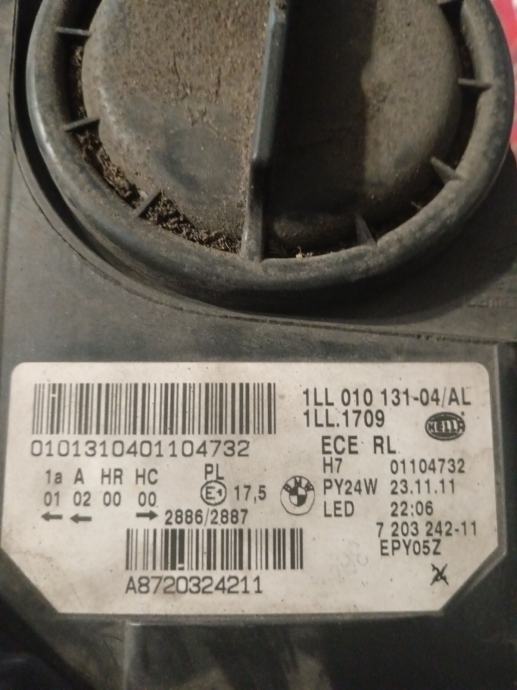 1LL 010 131-04/AL
1LL.1709
HELLA
0101310401104732
ECE RL
1a A HR HC PL
01 02 00 00 E1 17,5
← ← → 2886/2887
H7 01104732
PY24W 23.11.11
LED 22:06
7 203 242-11
EPY05Z
BMW
A8720324211